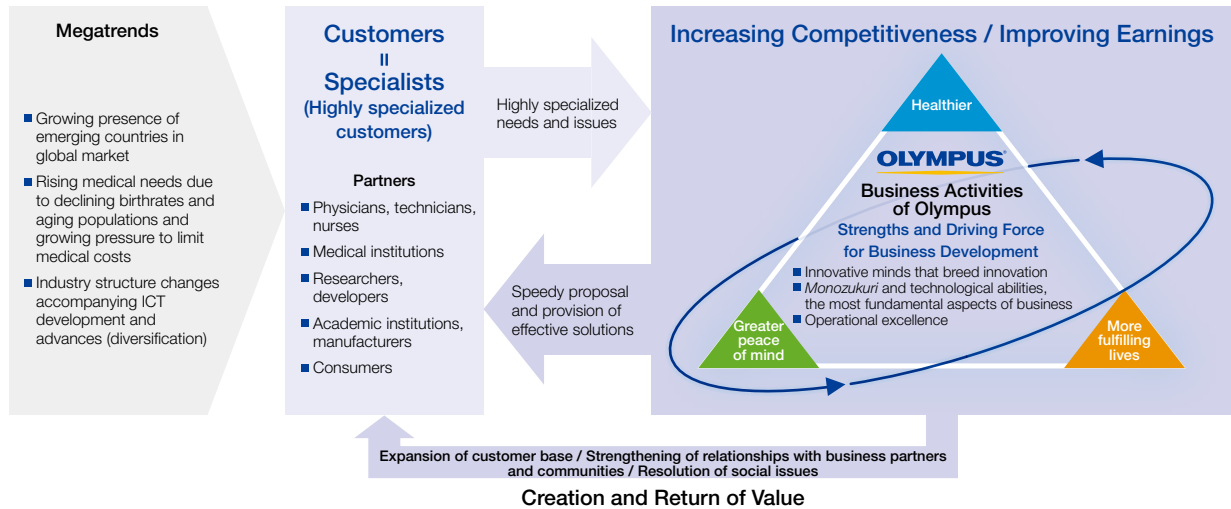 Megatrends
Growing presence of
emerging countries in
global market
Rising medical needs due
to declining birthrates and
aging populations and
growing pressure to limit
medical costs
Industry structure changes
accompanying ICT
development and
advances (diversification)
Customers
=
Specialists
(Highly specialized
customers)
Partners
Physicians, technicians,
nurses
Medical institutions
Researchers,
developers
Academic institutions,
manufacturers
Consumers
Highly specialized
needs and issues
Speedy proposal
and provision of
effective solutions
Increasing Competitiveness / Improving Earnings
Healthier
OLYMPUS®
Business Activities
of Olympus
Strengths and Driving Force
for Business Development
Innovative minds that breed innovation
Monozukuri and technological abilities,
the most fundamental aspects of business
Operational excellence
Greater
peace
of mind
More
fulfilling
lives
Expansion of customer base / Strengthening of relationships with business partners
and communities / Resolution of social issues
Creation and Return of Value